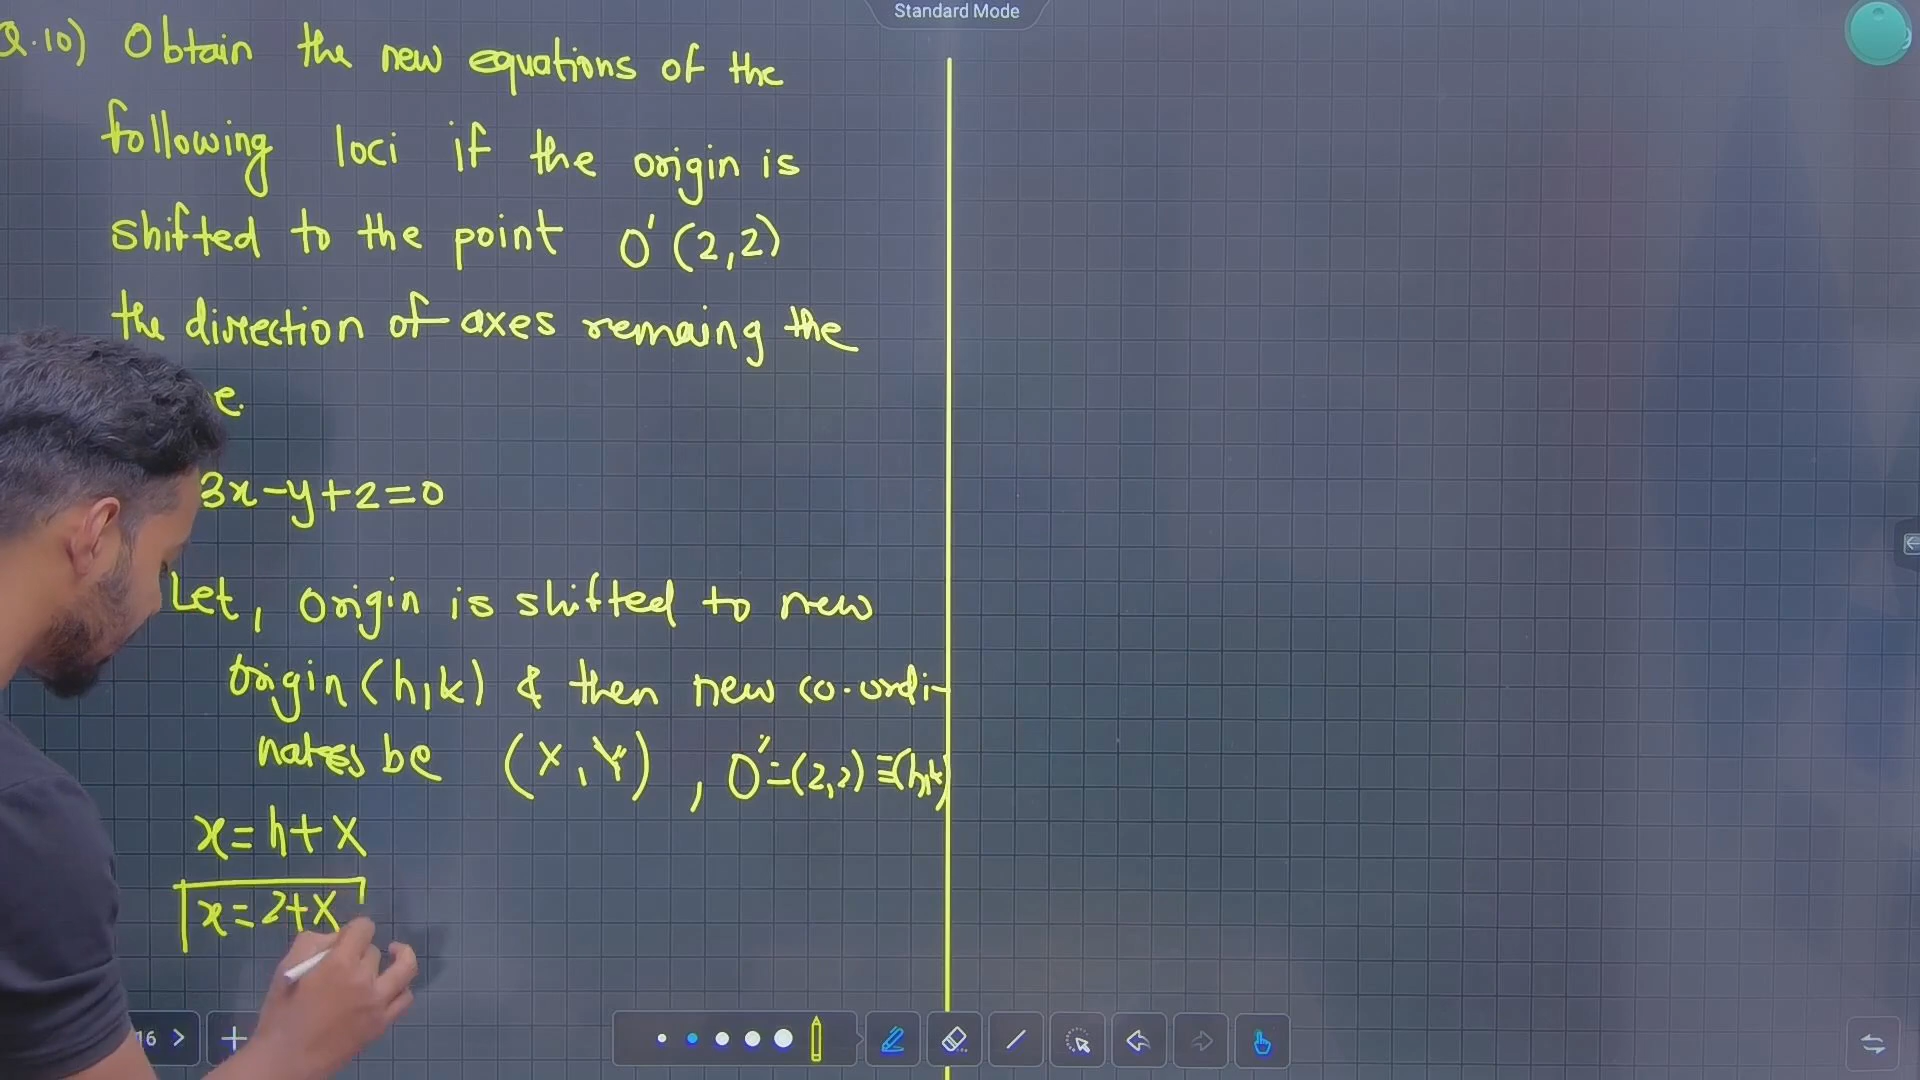 Standard Mode
Q.10) Obtain the new equations of the
following loci if the origin is
shifted to the point O'(2,2)
the direction of axes remaing the
e.
3x-y+2=0
Let, origin is shifted to new
origin (h,k) & then new co-ordi-
nates be (X,Y), O'=(2,2)≡(h,k)
x=h+X
x=2+X
16